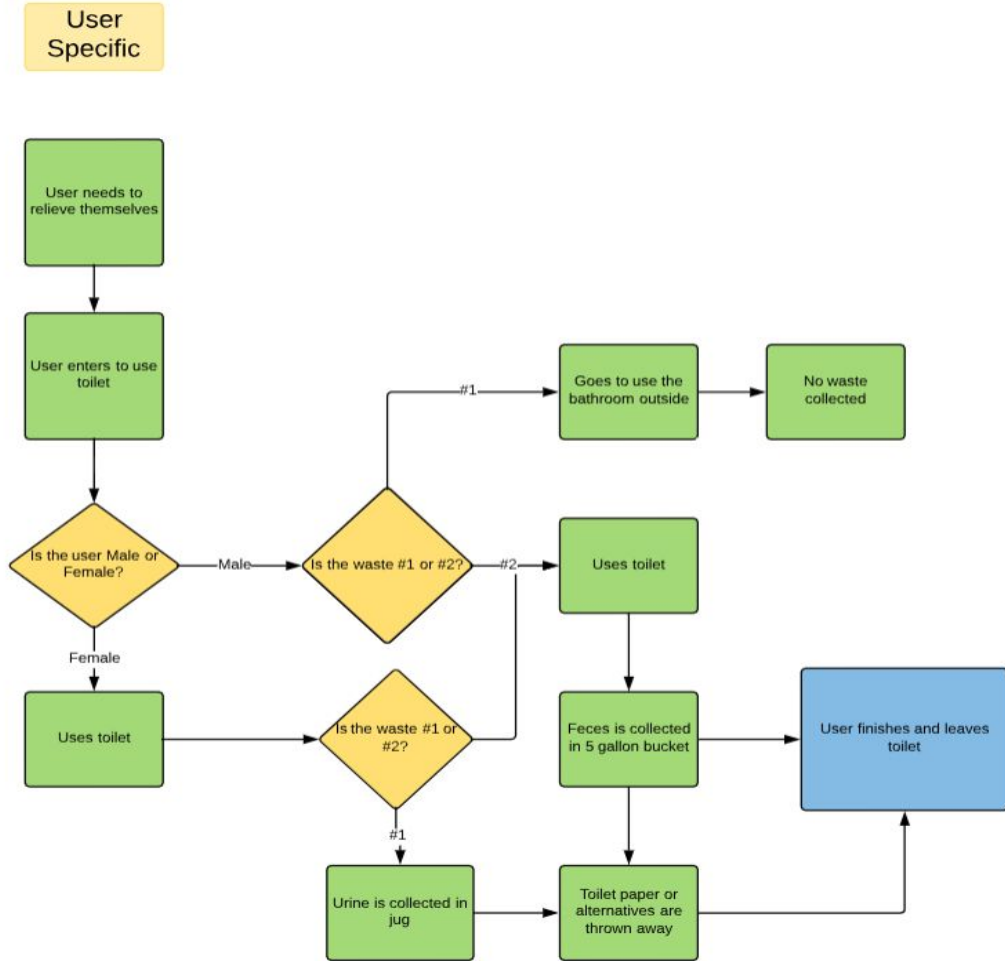 User
Specific
User needs to
relieve themselves
User enters to use
toilet
Is the user Male or
Female?
Male
Female
Uses toilet
Is the waste #1 or #2?
#1
Goes to use the
bathroom outside
No waste
collected
#2
Uses toilet
Is the waste #1 or
#2?
#1
Feces is collected
in 5 gallon bucket
User finishes and leaves
toilet
Urine is collected in
jug
Toilet paper or
alternatives are
thrown away